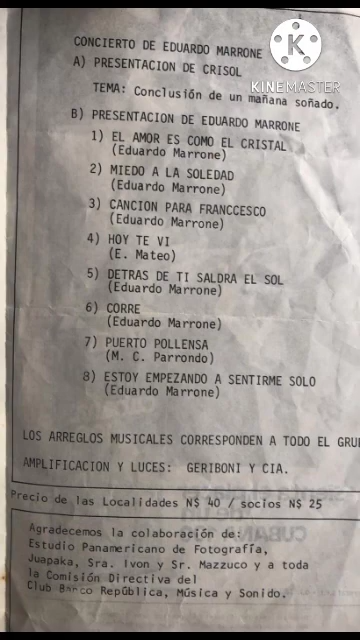 CONCIERTO DE EDUARDO MARRONE
A) PRESENTACION DE CRISOL
TEMA: Conclusión de un mañana soñado.
B) PRESENTACION DE EDUARDO MARRONE
1) EL AMOR ES COMO EL CRISTAL
(Eduardo Marrone)
2) MIEDO A LA SOLEDAD
(Eduardo Marrone)
3) CANCION PARA FRANCCESCO
(Eduardo Marrone)
4) HOY TE VI
(E. Mateo)
5) DETRAS DE TI SALDRA EL SOL
(Eduardo Marrone)
6) CORRE
(Eduardo Marrone)
7) PUERTO POLLENSA
(M. C. Parrondo)
8) ESTOY EMPEZANDO A SENTIRME SOLO
(Eduardo Marrone)
LOS ARREGLOS MUSICALES CORRESPONDEN A TODO EL GRU
AMPLIFICACION Y LUCES: GERIBONI Y CIA.
Precio de las Localidades N$ 40 / socios N$ 25
Agradecemos la colaboración de:
Estudio Panamericano de Fotografía,
Juapaka, Sra. Ivon y Sr. Mazzuco y a toda
la Comisión Directiva del
Club Banco República, Música y Sonido.
K
KINEMASTER